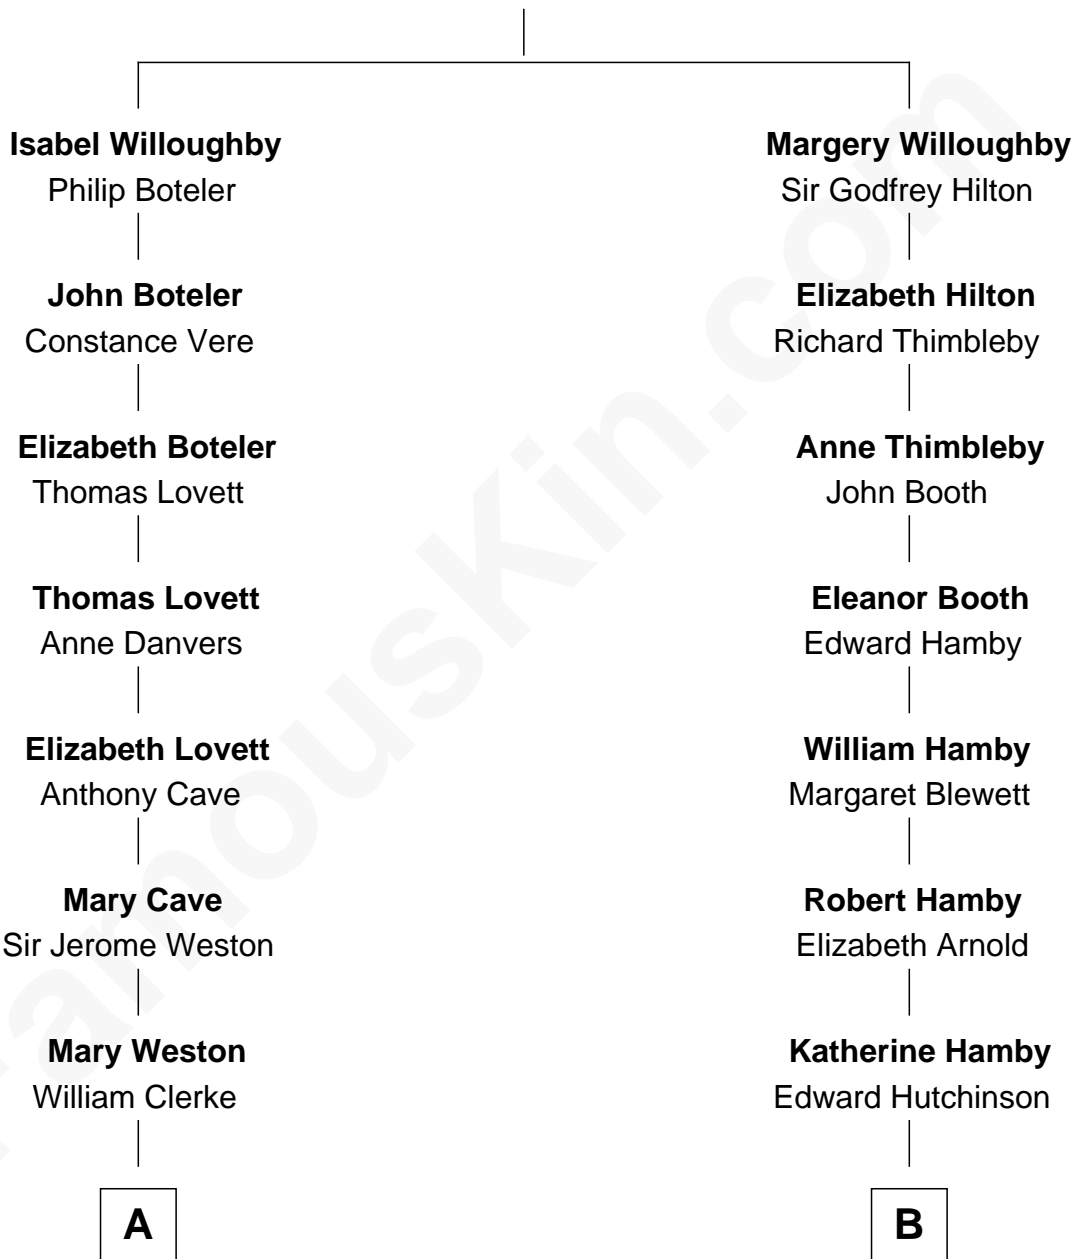 Isabel Willoughby
Philip Boteler
John Boteler
Constance Vere
Elizabeth Boteler
Thomas Lovett
Thomas Lovett
Anne Danvers
Elizabeth Lovett
Anthony Cave
Mary Cave
Sir Jerome Weston
Mary Weston
William Clerke
A
Margery Willoughby
Sir Godfrey Hilton
Elizabeth Hilton
Richard Thimbleby
Anne Thimbleby
John Booth
Eleanor Booth
Edward Hamby
William Hamby
Margaret Blewett
Robert Hamby
Elizabeth Arnold
Katherine Hamby
Edward Hutchinson
B
FamousKin.com